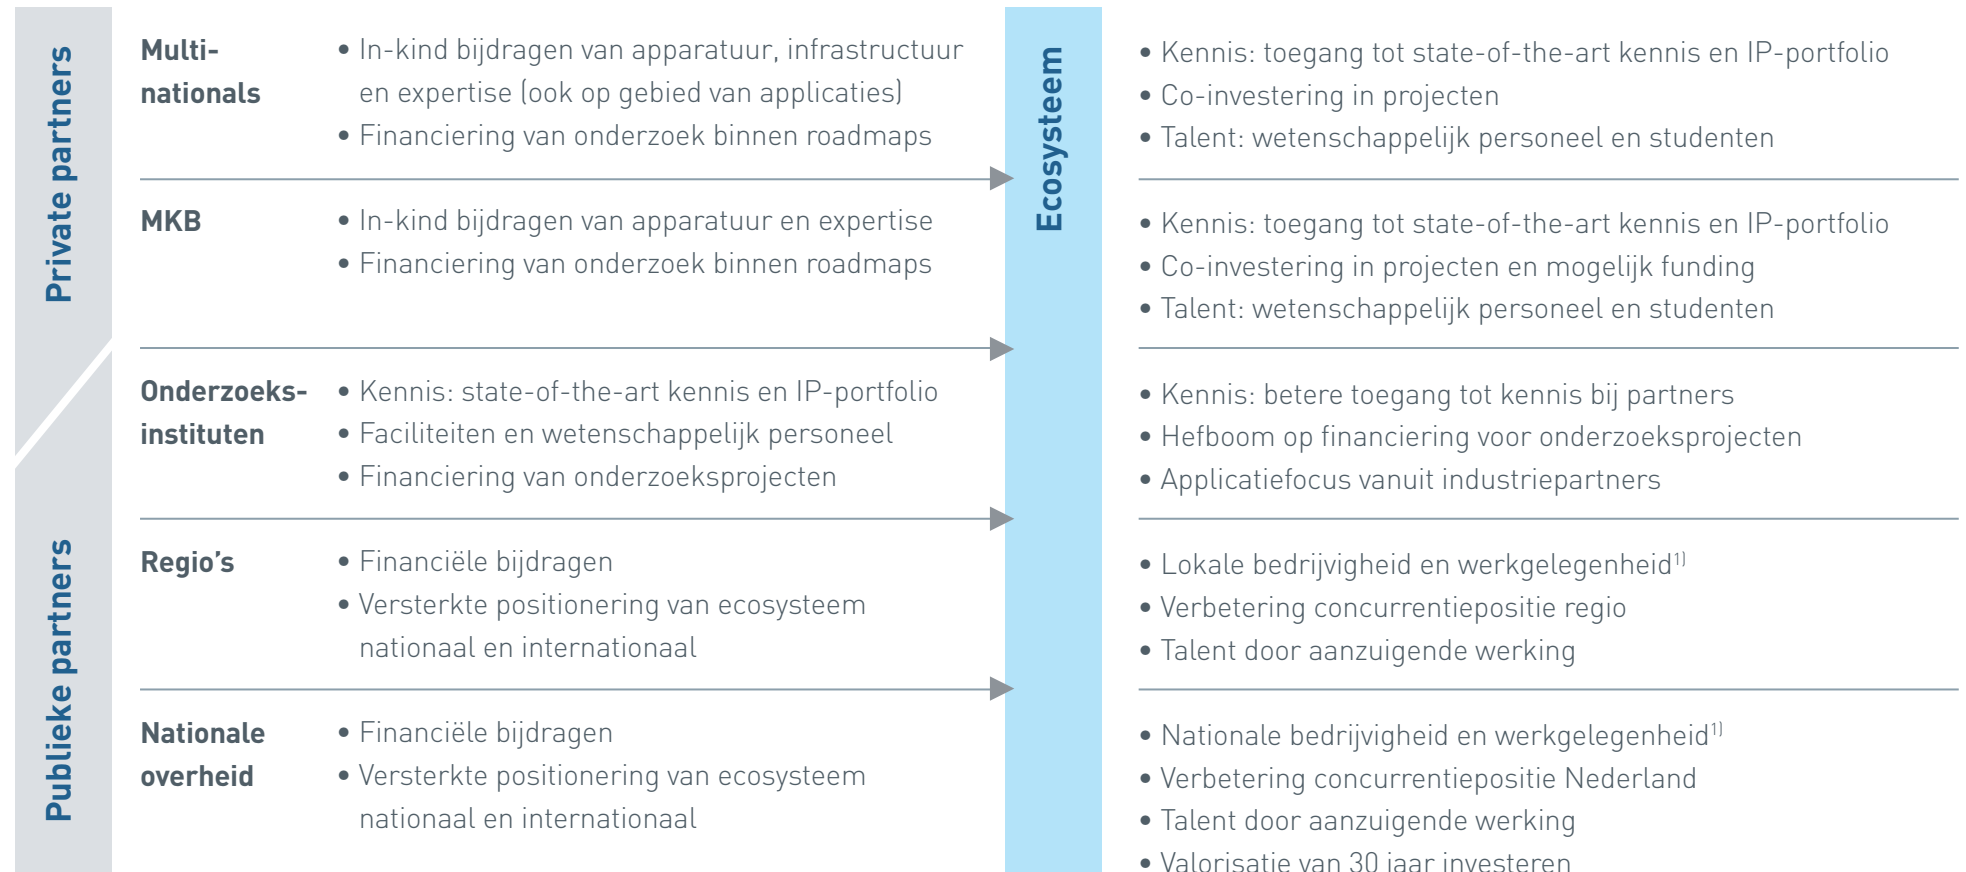 Private partners
Multi-
nationals
• In-kind bijdragen van apparatuur, infrastructuur
en expertise (ook op gebied van applicaties)
• Financiering van onderzoek binnen roadmaps
Ecosysteem
• Kennis: toegang tot state-of-the-art kennis en IP-portfolio
• Co-investering in projecten
• Talent: wetenschappelijk personeel en studenten
MKB
• In-kind bijdragen van apparatuur en expertise
• Financiering van onderzoek binnen roadmaps
• Kennis: toegang tot state-of-the-art kennis en IP-portfolio
• Co-investering in projecten en mogelijk funding
• Talent: wetenschappelijk personeel en studenten
Onderzoeks-
instituten
• Kennis: state-of-the-art kennis en IP-portfolio
• Faciliteiten en wetenschappelijk personeel
• Financiering van onderzoeksprojecten
• Kennis: betere toegang tot kennis bij partners
• Hefboom op financiering voor onderzoeksprojecten
• Applicatiefocus vanuit industriepartners
Publieke partners
Regio's
• Financiële bijdragen
• Versterkte positionering van ecosysteem
nationaal en internationaal
• Lokale bedrijvigheid en werkgelegenheid1)
• Verbetering concurrentiepositie regio
• Talent door aanzuigende werking
Nationale
overheid
• Financiële bijdragen
• Versterkte positionering van ecosysteem
nationaal en internationaal
• Nationale bedrijvigheid en werkgelegenheid1)
• Verbetering concurrentiepositie Nederland
• Talent door aanzuigende werking
• Valorisatie van 30 jaar investeren